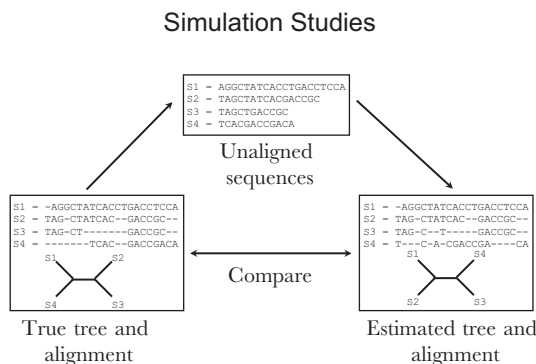 Simulation Studies
S1 = AGGCTATCACCTGACCTCCA
S2 = TAGCTATCACGACCGC
S3 = TAGCTGACCGC
S4 = TCACGACCGACA
Unaligned
sequences
S1 = -AGGCTATCACCTGACCTCCA
S2 = TAG-CTATCAC--GACCGC--
S3 = TAG-CT-------GACCGC--
S4 = -------TCAC--GACCGACA
S1 S2
S4 S3
True tree and
alignment
Compare
S1 = -AGGCTATCACCTGACCTCCA
S2 = TAG-CTATCAC--GACCGC--
S3 = TAG-C--T-----GACCGC--
S4 = T---C-A-CGACCGA----CA
S1 S4
S2 S3
Estimated tree and
alignment